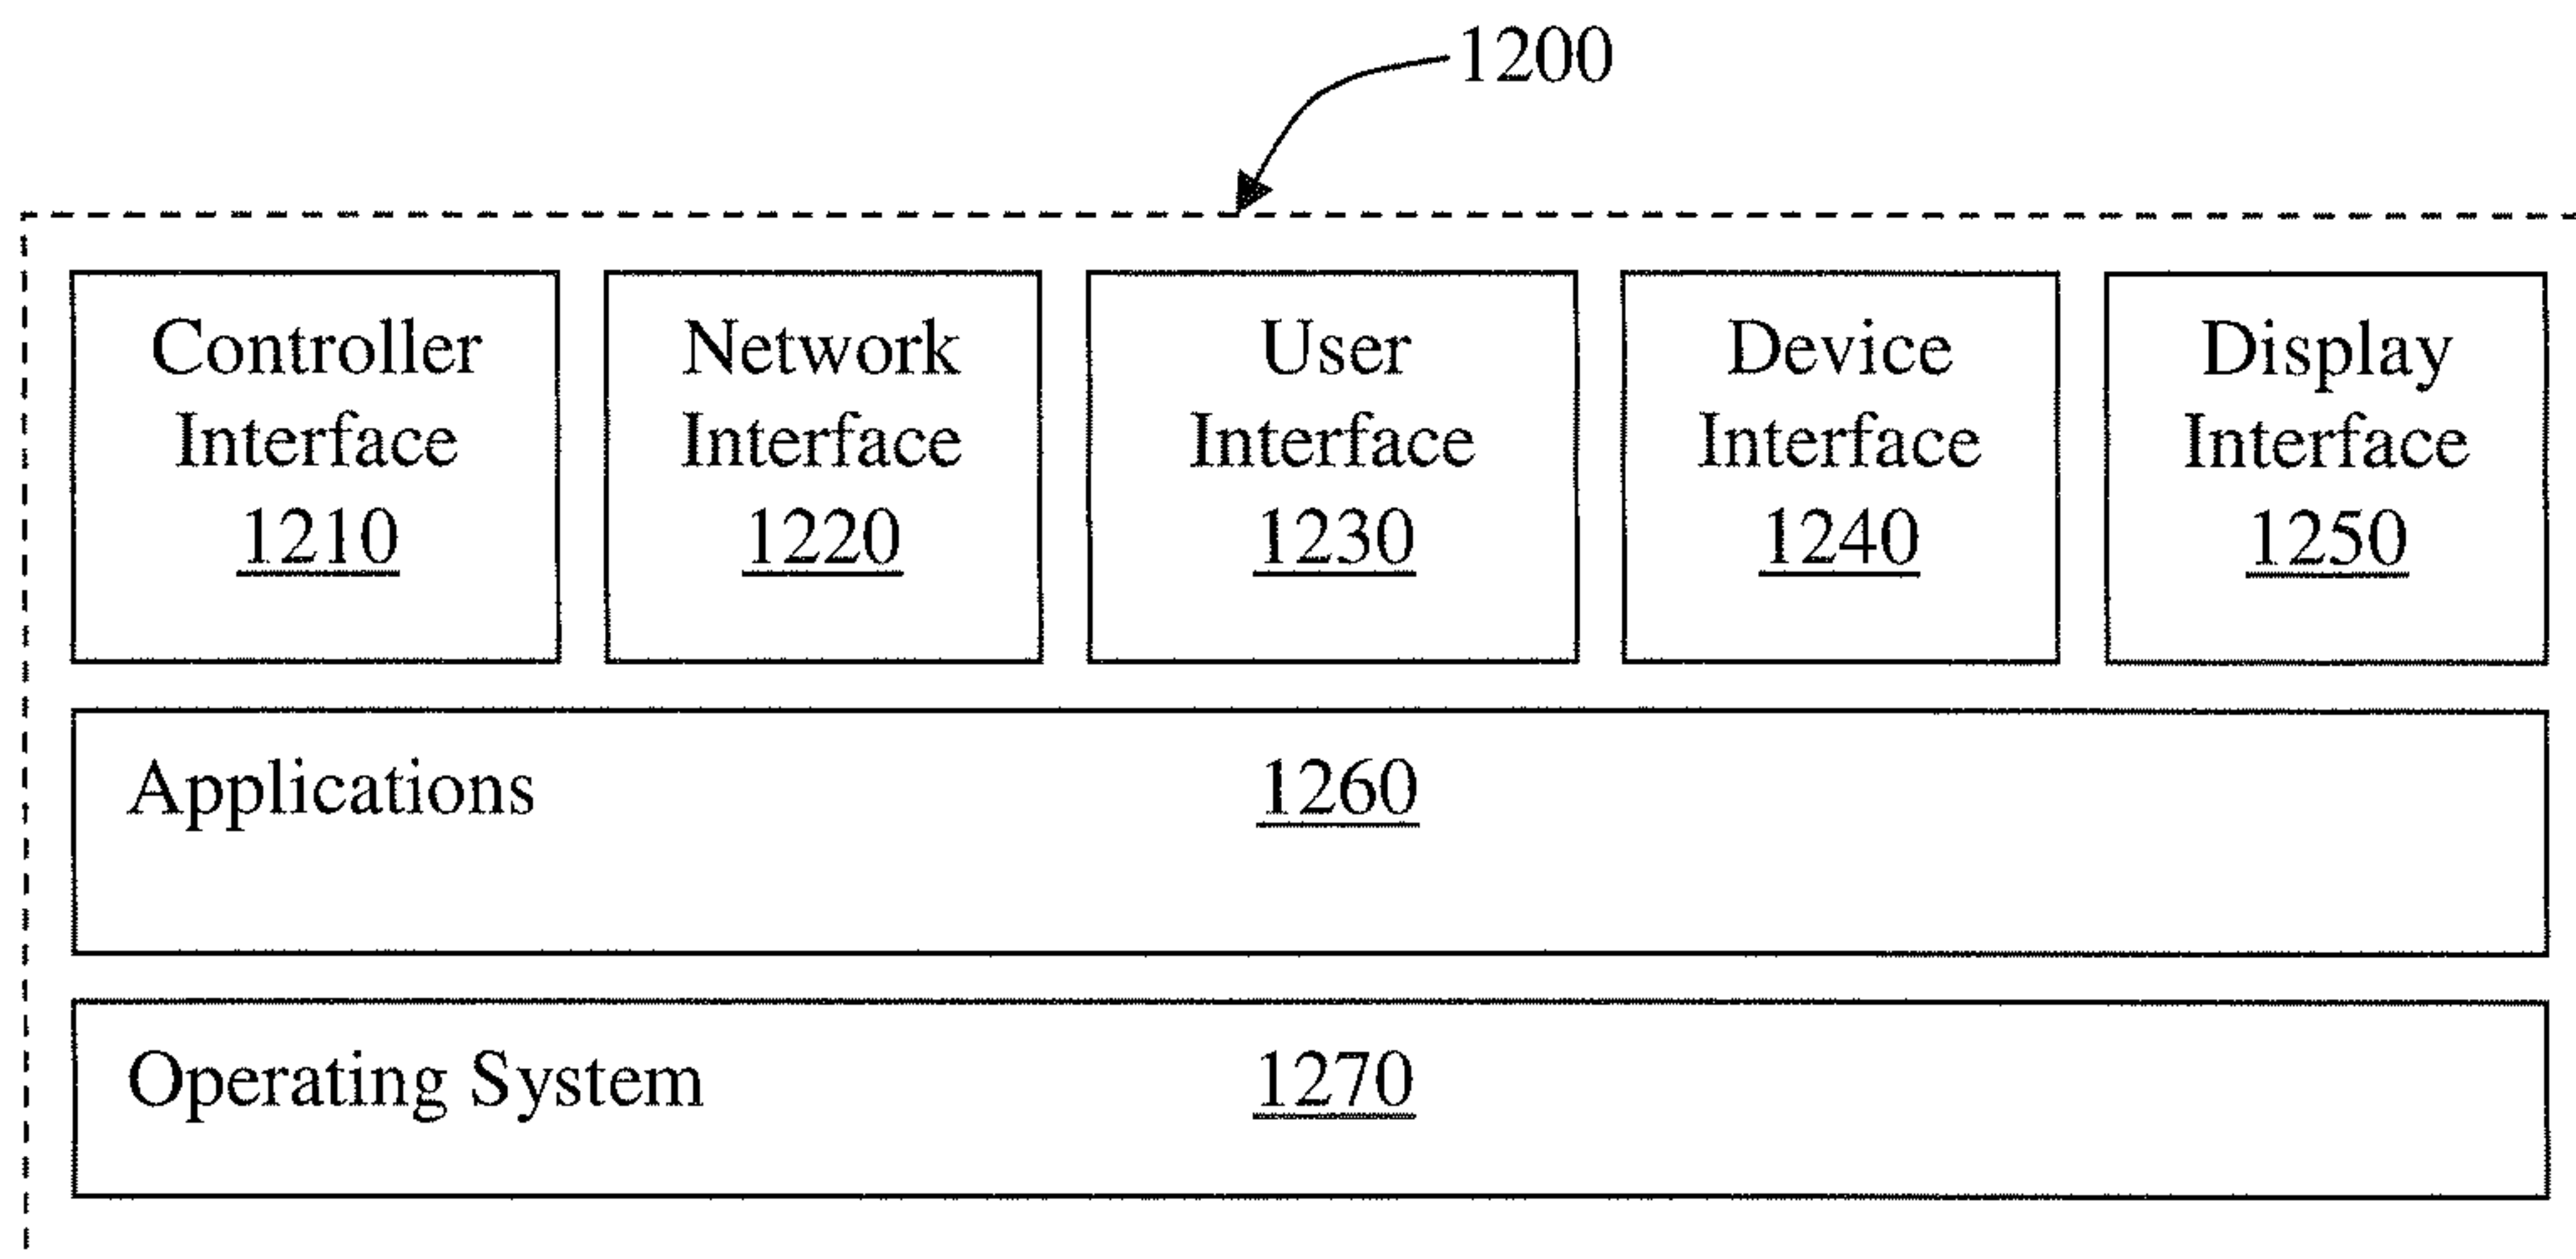 1200
Controller
Interface
1210
Network
Interface
1220
User
Interface
1230
Device
Interface
1240
Display
Interface
1250
Applications 1260
Operating System 1270